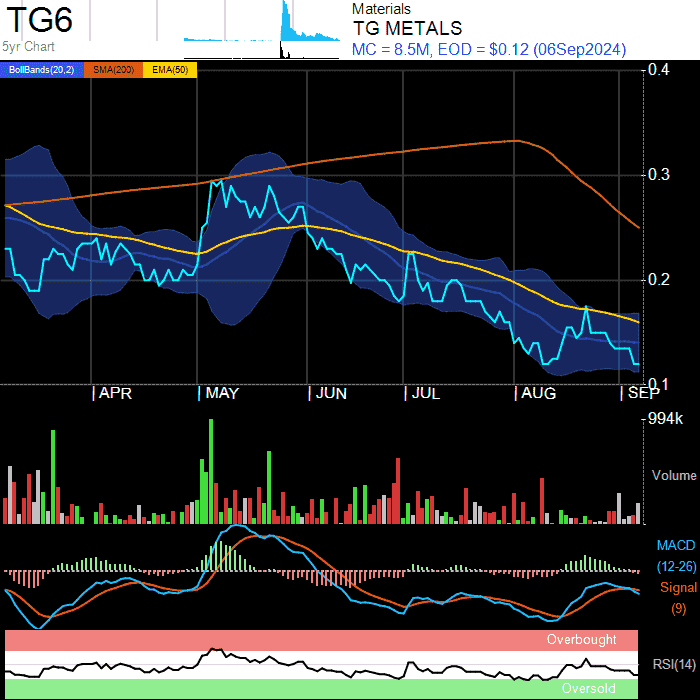 TG6
5yr Chart
Materials
TG METALS
MC = 8.5M, EOD = $0.12 (06Sep2024)
BollBands(20,2) SMA(200) EMA(50)
0.4
0.3
0.2
0.1
APR MAY JUN JUL AUG SEP
994k
Volume
MACD
(12-26)
Signal
(9)
Overbought
RSI(14)
Oversold